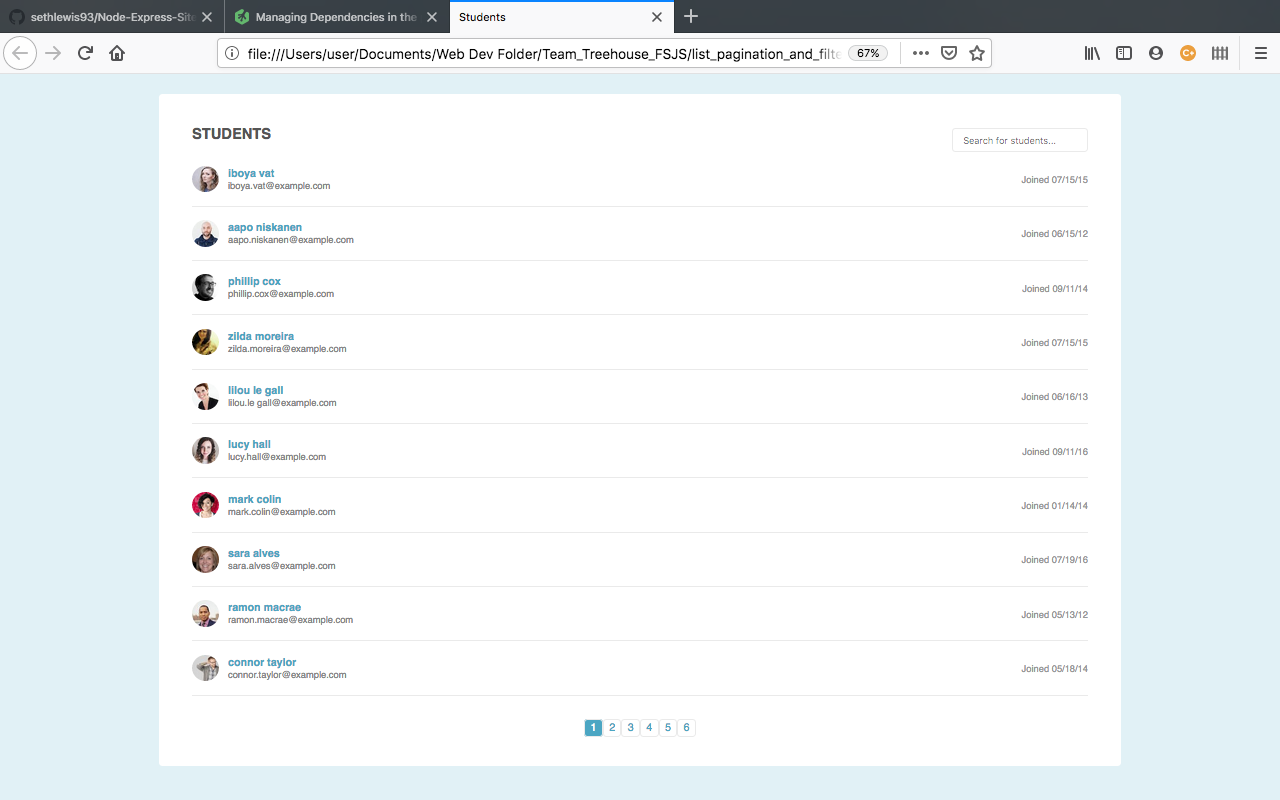 sethlewis93/Node-Express-Site
Managing Dependencies in the
Students
file:///Users/user/Documents/Web Dev Folder/Team_Treehouse_FSJS/list_pagination_and_filte
67%
STUDENTS
Search for students...
iboya vat
iboya.vat@example.com
Joined 07/15/15
aapo niskanen
aapo.niskanen@example.com
Joined 06/15/12
phillip cox
phillip.cox@example.com
Joined 09/11/14
zilda moreira
zilda.moreira@example.com
Joined 07/15/15
lilou le gall
lilou.le gall@example.com
Joined 06/16/13
lucy hall
lucy.hall@example.com
Joined 09/11/16
mark colin
mark.colin@example.com
Joined 01/14/14
sara alves
sara.alves@example.com
Joined 07/19/16
ramon macrae
ramon.macrae@example.com
Joined 05/13/12
connor taylor
connor.taylor@example.com
Joined 05/18/14
1 2 3 4 5 6